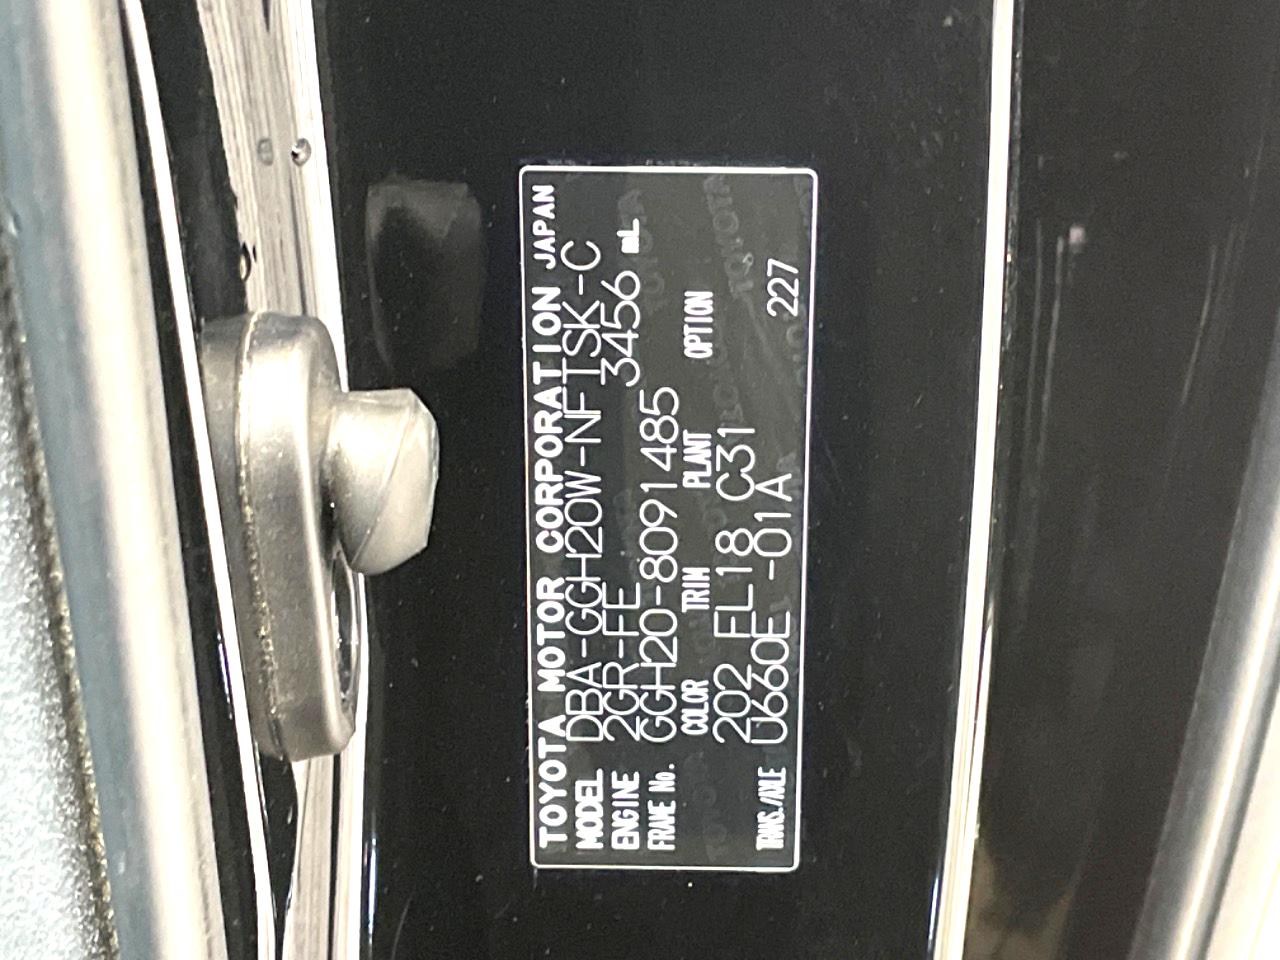 TOYOTA MOTOR CORPORATION JAPAN
MODEL DBA-GGH20W-NFTSK-C
ENGINE 2GR-FE 3456 mL
FRAME No. GGH20-8091485
COLOR TRIM PLANT OPTION
202 FL18 C31
TRANS./AXLE U660E -01A 227